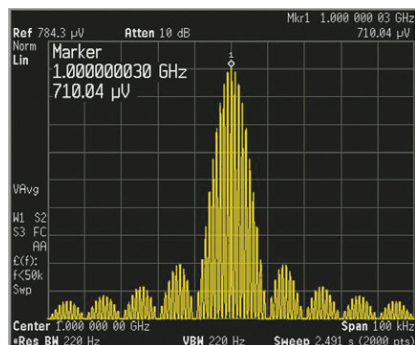 Mkr1 1.000 000 03 GHz
Ref 784.3 µV Atten 10 dB 710.04 µV
Norm
Lin
Marker
1.000000030 GHz
710.04 µV
1
VAvg
W1 S2
S3 FC
AA
£(f):
f<50k
Swp
Center 1.000 000 00 GHz Span 100 kHz
*Res BW 220 Hz VBW 220 Hz Sweep 2.491 s (2000 pts)